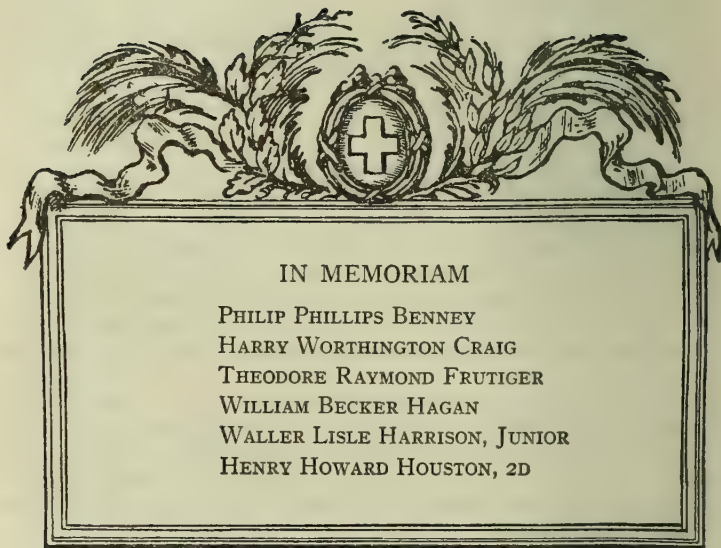 IN MEMORIAM
PHILIP PHILLIPS BENNEY
HARRY WORTHINGTON CRAIG
THEODORE RAYMOND FRUTIGER
WILLIAM BECKER HAGAN
WALLER LISLE HARRISON, JUNIOR
HENRY HOWARD HOUSTON, 2D